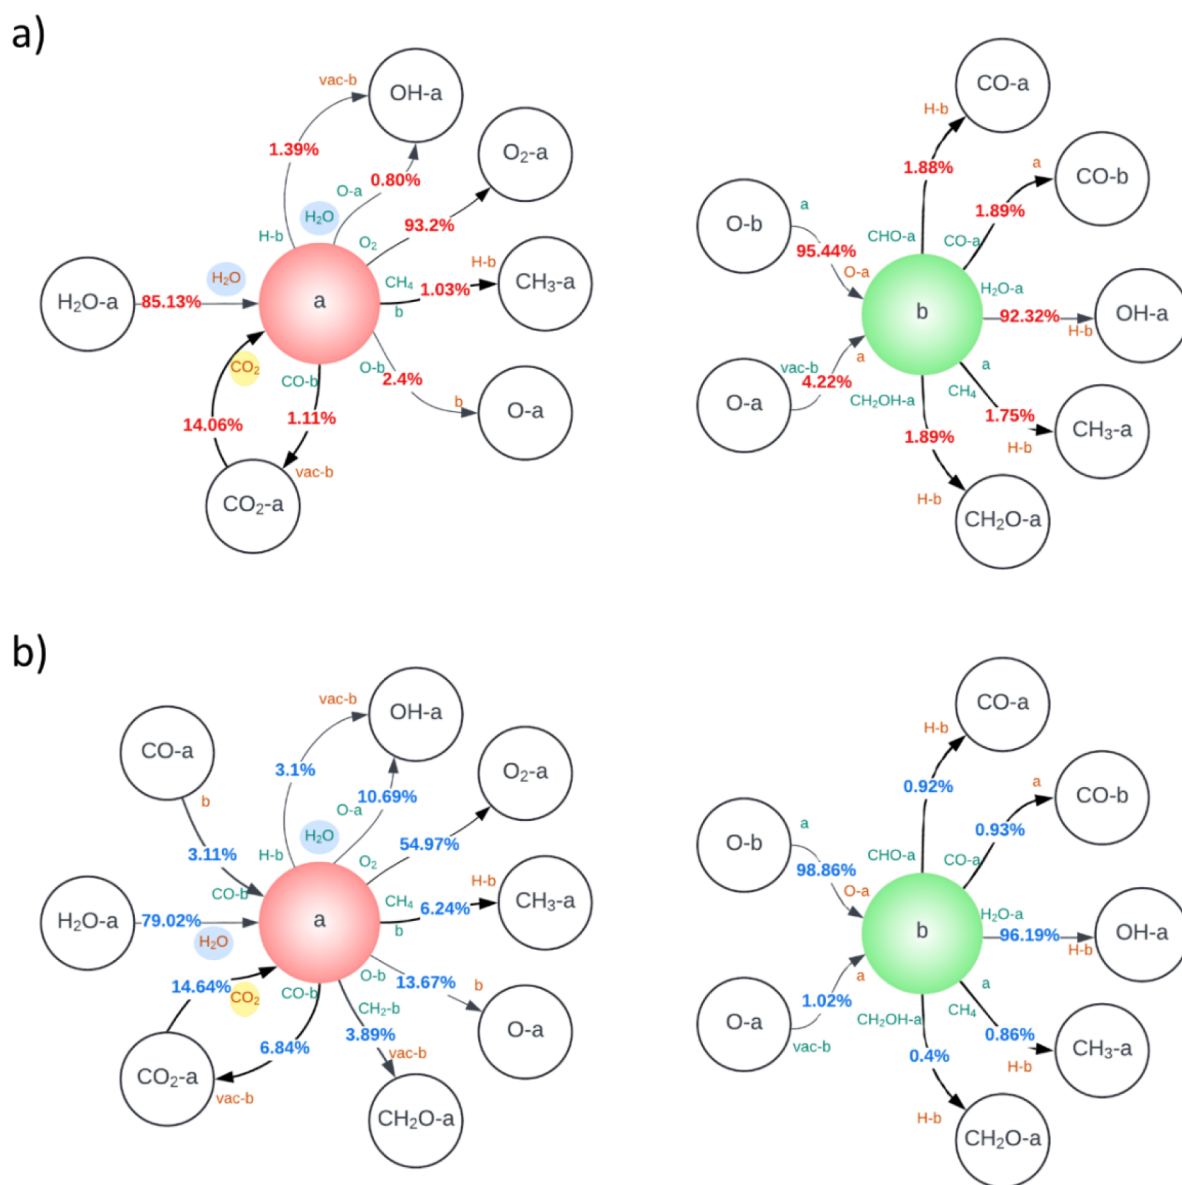 a)
vac-b
OH-a
1.39%
O-a
0.80%
H₂O
H-b
O₂-a
93.2%
O₂
H₂O-a
85.13%
H₂O
a
CH₄
b
1.03%
H-b
CH₃-a
O-b
2.4%
b
O-a
CO₂
14.06%
CO-b
1.11%
vac-b
CO₂-a
CO-a
H-b
1.88%
CHO-a
a
CO-b
1.89%
CO-a
O-b
a
95.44%
O-a
b
H₂O-a
92.32%
H-b
OH-a
O-a
vac-b
4.22%
a
CH₂OH-a
1.89%
H-b
CH₂O-a
a
CH₄
1.75%
H-b
CH₃-a
b)
CO-a
b
3.11%
CO-b
vac-b
OH-a
3.1%
H-b
O-a
10.69%
H₂O
O₂-a
54.97%
O₂
H₂O-a
79.02%
H₂O
a
CH₄
b
6.24%
H-b
CH₃-a
O-b
13.67%
b
O-a
14.64%
CO₂
CO-b
6.84%
vac-b
CO₂-a
CH₂-b
3.89%
vac-b
CH₂O-a
CO-a
H-b
0.92%
CHO-a
a
CO-b
0.93%
CO-a
O-b
a
98.86%
O-a
b
H₂O-a
96.19%
H-b
OH-a
O-a
vac-b
1.02%
a
CH₂OH-a
0.4%
H-b
CH₂O-a
a
CH₄
0.86%
H-b
CH₃-a